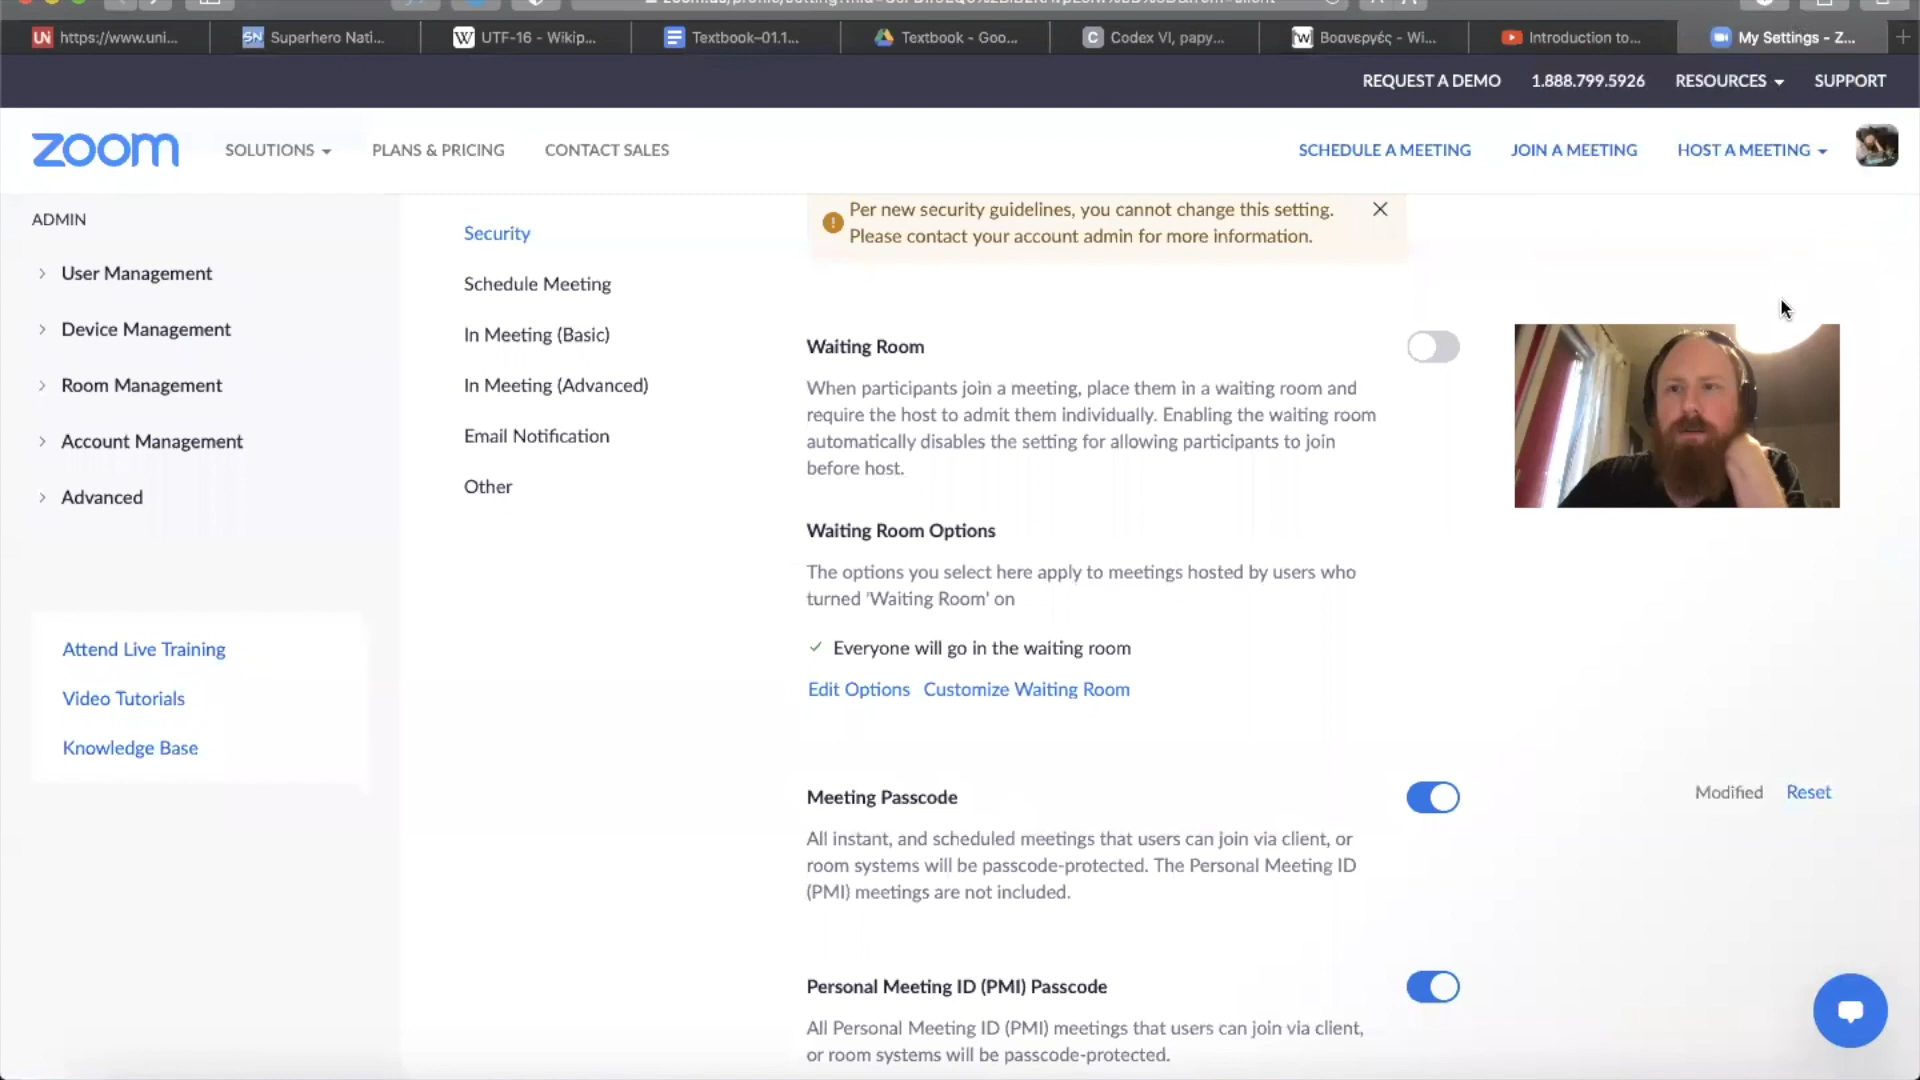 https://www.uni...
Superhero Nati...
UTF-16 - Wikip...
Textbook-01.1...
Textbook - Goo...
Codex VI, papy...
Βοανεργές - Wi...
Introduction to...
My Settings - Z...
REQUEST A DEMO
1.888.799.5926
RESOURCES
SUPPORT
zoom
SOLUTIONS
PLANS & PRICING
CONTACT SALES
SCHEDULE A MEETING
JOIN A MEETING
HOST A MEETING
ADMIN
User Management
Device Management
Room Management
Account Management
Advanced
Attend Live Training
Video Tutorials
Knowledge Base
Security
Schedule Meeting
In Meeting (Basic)
In Meeting (Advanced)
Email Notification
Other
Per new security guidelines, you cannot change this setting.
Please contact your account admin for more information.
Waiting Room
When participants join a meeting, place them in a waiting room and
require the host to admit them individually. Enabling the waiting room
automatically disables the setting for allowing participants to join
before host.
Waiting Room Options
The options you select here apply to meetings hosted by users who
turned 'Waiting Room' on
Everyone will go in the waiting room
Edit Options Customize Waiting Room
Meeting Passcode
Modified Reset
All instant, and scheduled meetings that users can join via client, or
room systems will be passcode-protected. The Personal Meeting ID
(PMI) meetings are not included.
Personal Meeting ID (PMI) Passcode
All Personal Meeting ID (PMI) meetings that users can join via client,
or room systems will be passcode-protected.